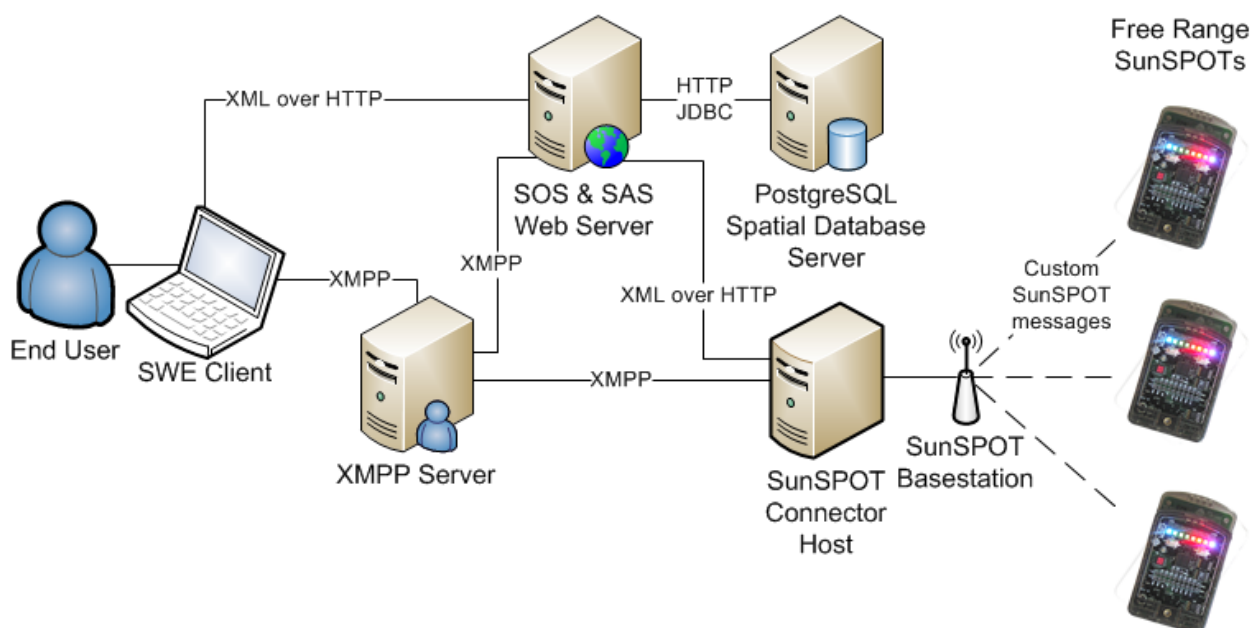 Free Range
SunSPOTs
XML over HTTP
HTTP
JDBC
SOS & SAS
Web Server
PostgreSQL
Spatial Database
Server
XMPP
XMPP
Custom
SunSPOT
messages
XML over HTTP
End User
SWE Client
XMPP
XMPP Server
SunSPOT
Basestation
SunSPOT
Connector
Host